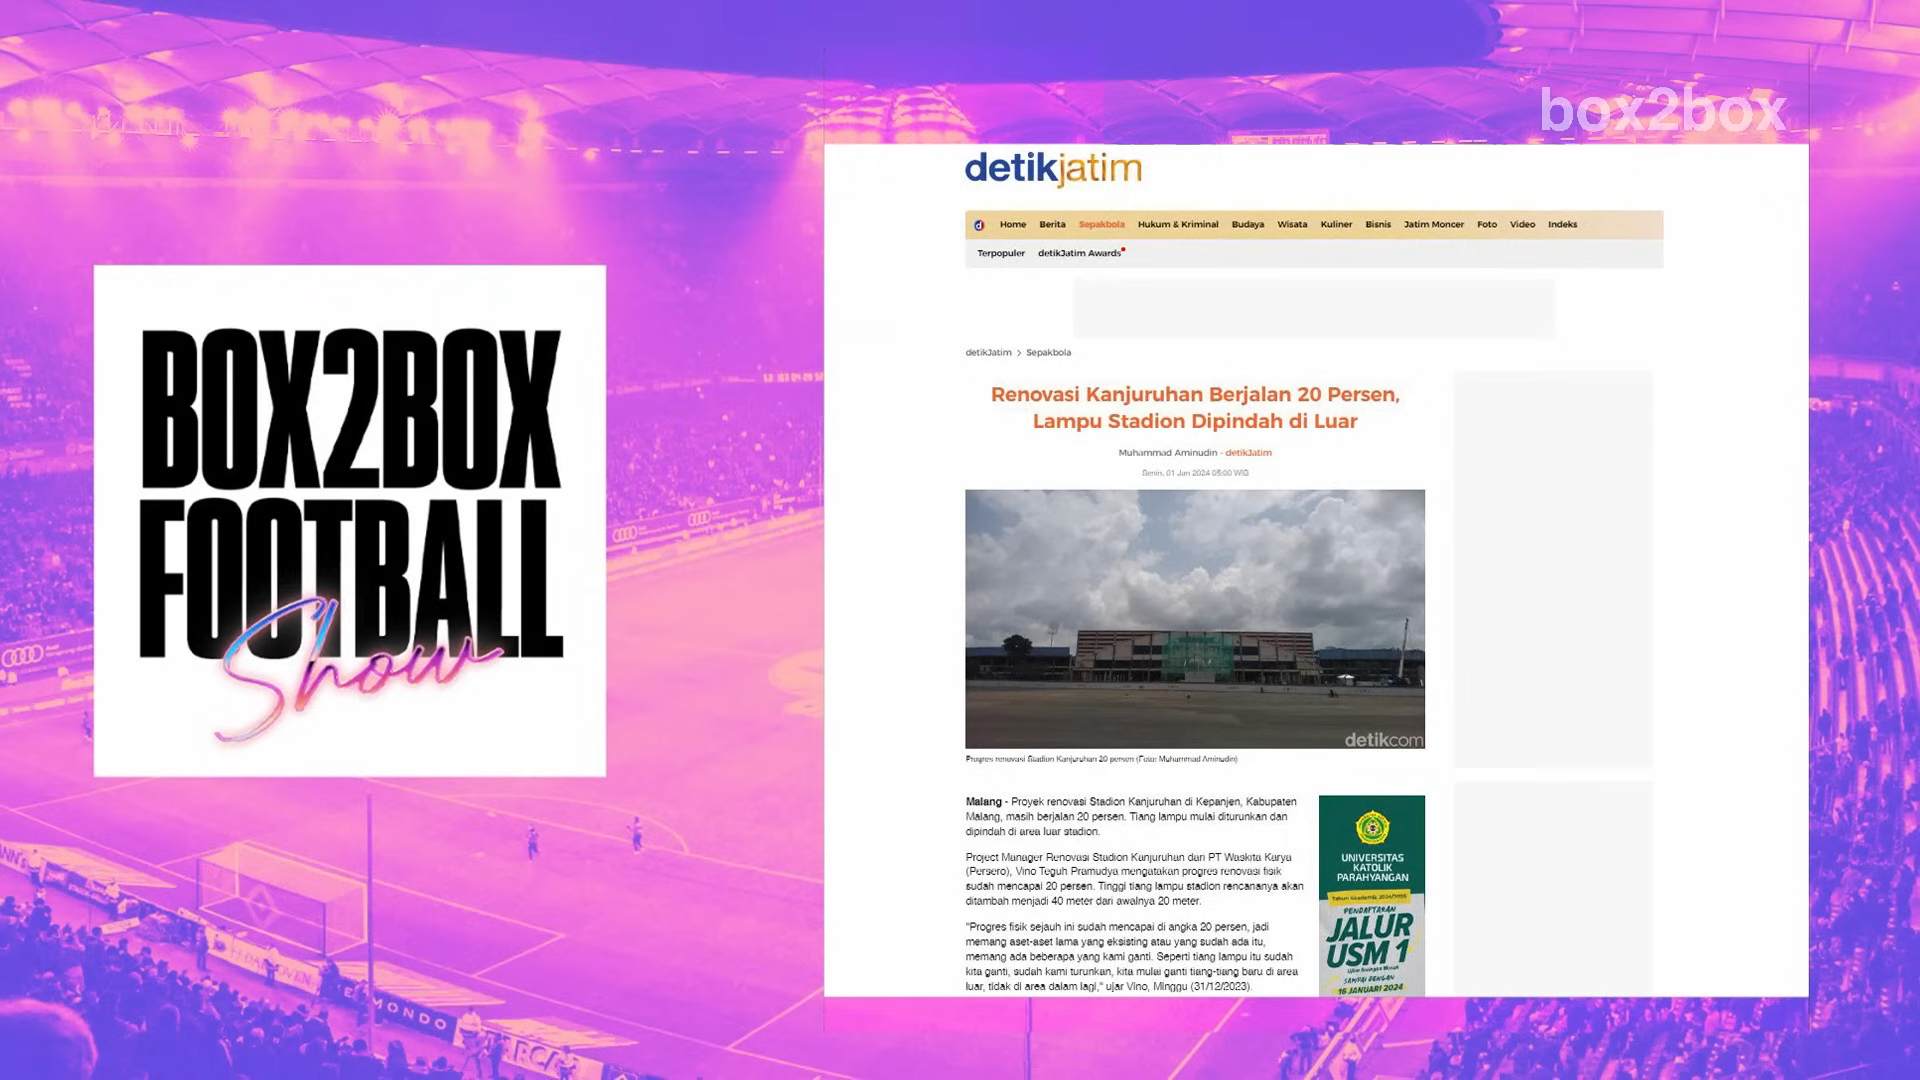 box2box
BOX2BOX
FOOTBALL
Show
detikjatim
Home Berita Sepakbola Hukum & Kriminal Budaya Wisata Kuliner Bisnis Jatim Moncer Foto Video Indeks
Terpopuler detikJatim Awards
detikJatim > Sepakbola
Renovasi Kanjuruhan Berjalan 20 Persen,
Lampu Stadion Dipindah di Luar
Muhammad Aminudin - detikJatim
Senin, 01 Jan 2024 05:00 WIB
detikcom
Progres renovasi Stadion Kanjuruhan 20 persen (Foto: Muhammad Aminudin)
Malang - Proyek renovasi Stadion Kanjuruhan di Kepanjen, Kabupaten
Malang, masih berjalan 20 persen. Tiang lampu mulai diturunkan dan
dipindah di area luar stadion.
Project Manager Renovasi Stadion Kanjuruhan dari PT Waskita Karya
(Persero), Vino Teguh Pramudya mengatakan progres renovasi fisik
sudah mencapai 20 persen. Tinggi tiang lampu stadion rencananya akan
ditambah menjadi 40 meter dari awalnya 20 meter.
"Progres fisik sejauh ini sudah mencapai di angka 20 persen, jadi
memang aset-aset lama yang eksisting atau yang sudah ada itu,
memang ada beberapa yang kami ganti. Seperti tiang lampu itu sudah
kita ganti, sudah kami turunkan, kita mulai ganti tiang-tiang baru di area
luar, tidak di area dalam lagi," ujar Vino, Minggu (31/12/2023).
UNIVERSITAS
KATOLIK
PARAHYANGAN
PENDAFTARAN
JALUR
USM 1
SAMPAI DENGAN
16 JANUARI 2024